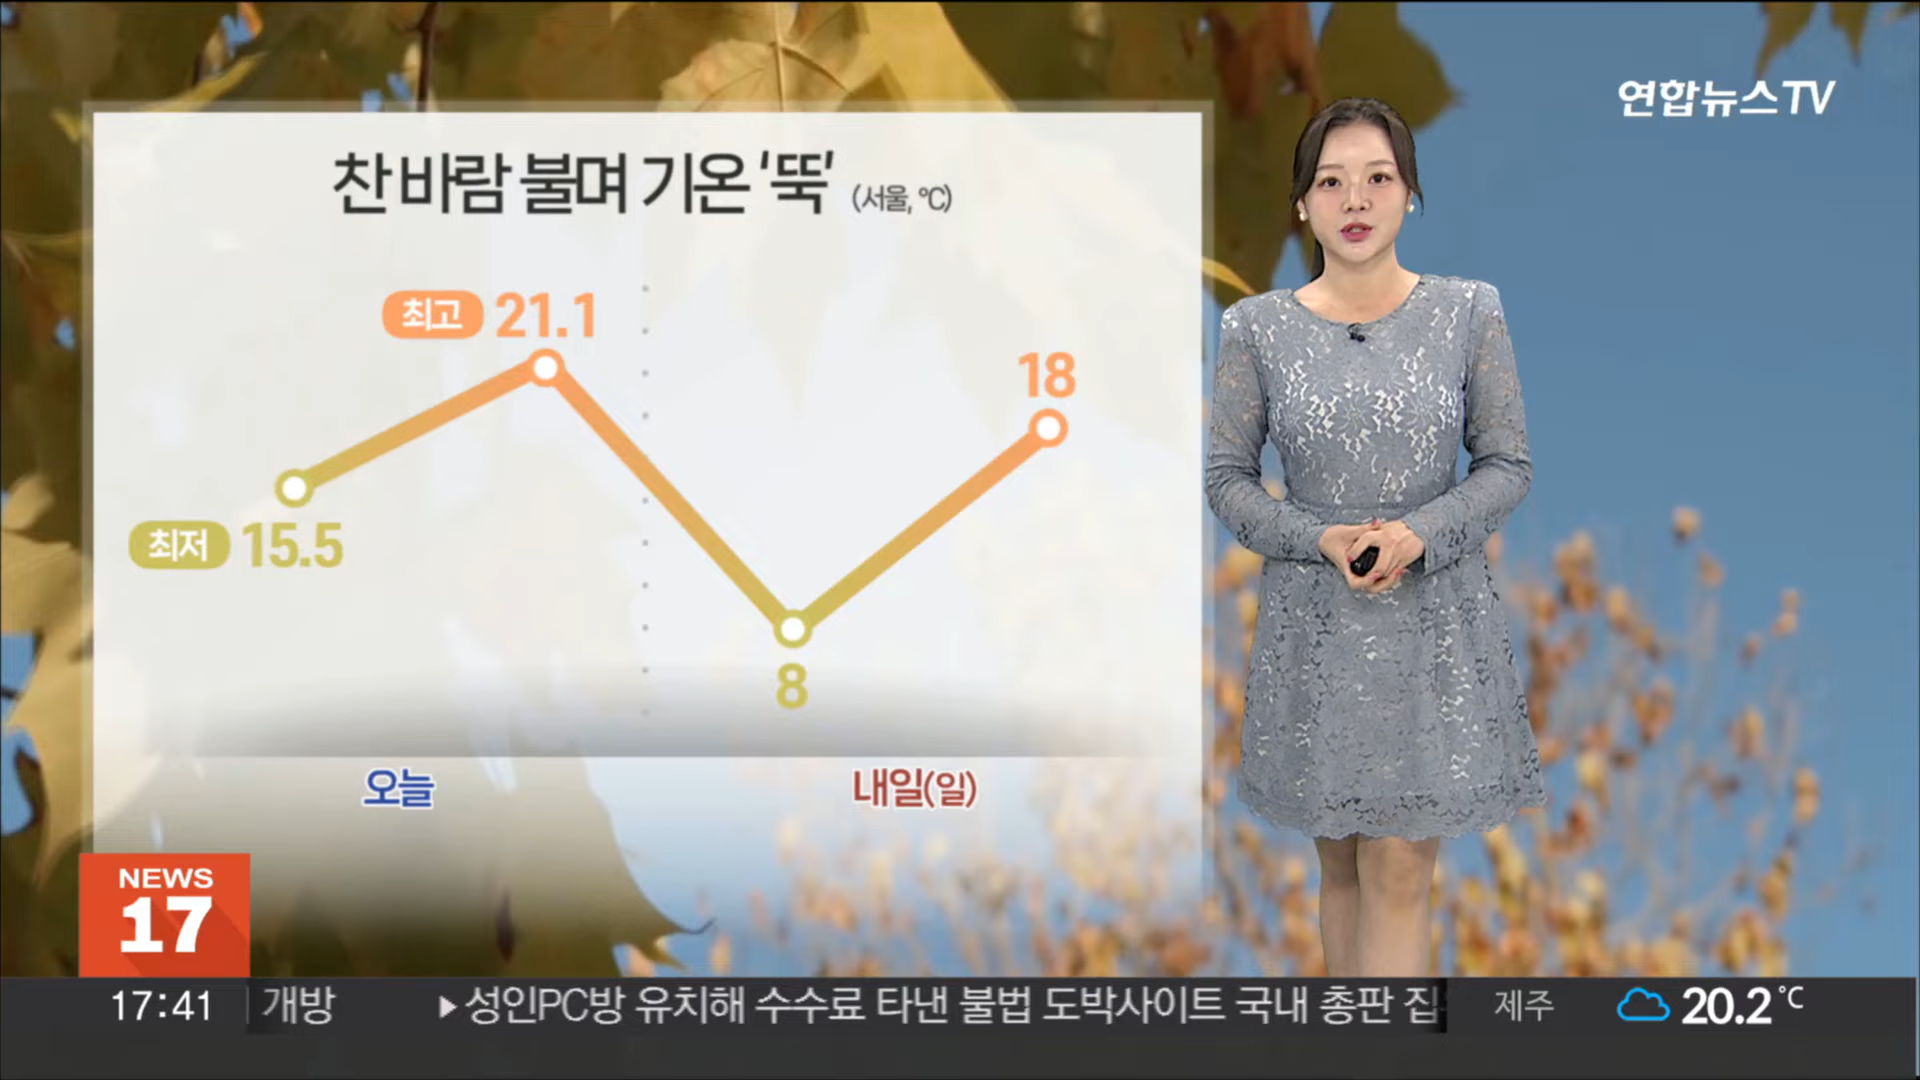 연합뉴스TV
찬 바람 불며 기온 '뚝' (서울, ℃)
최고 21.1
18
최저 15.5
8
오늘 내일(일)
NEWS
17
17:41 개방 ▶성인PC방 유치해 수수료 타낸 불법 도박사이트 국내 총판 집 제주 20.2℃